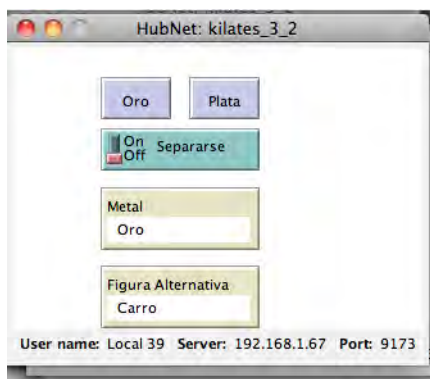 HubNet: kilates_3_2
Oro Plata
On
Off Separarse
Metal
Oro
Figura Alternativa
Carro
User name: Local 39 Server: 192.168.1.67 Port: 9173